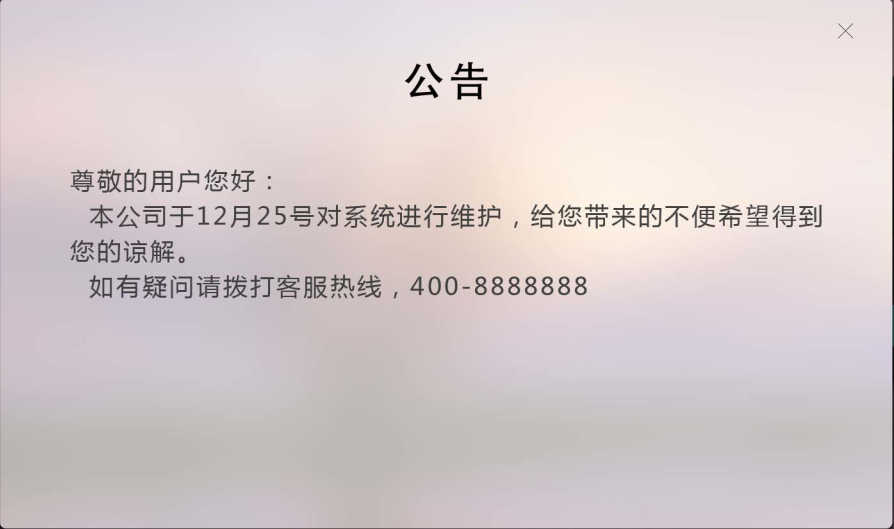 公告
尊敬的用户您好：
本公司于12月25号对系统进行维护，给您带来的不便希望得到
您的谅解。
如有疑问请拨打客服热线，400-8888888